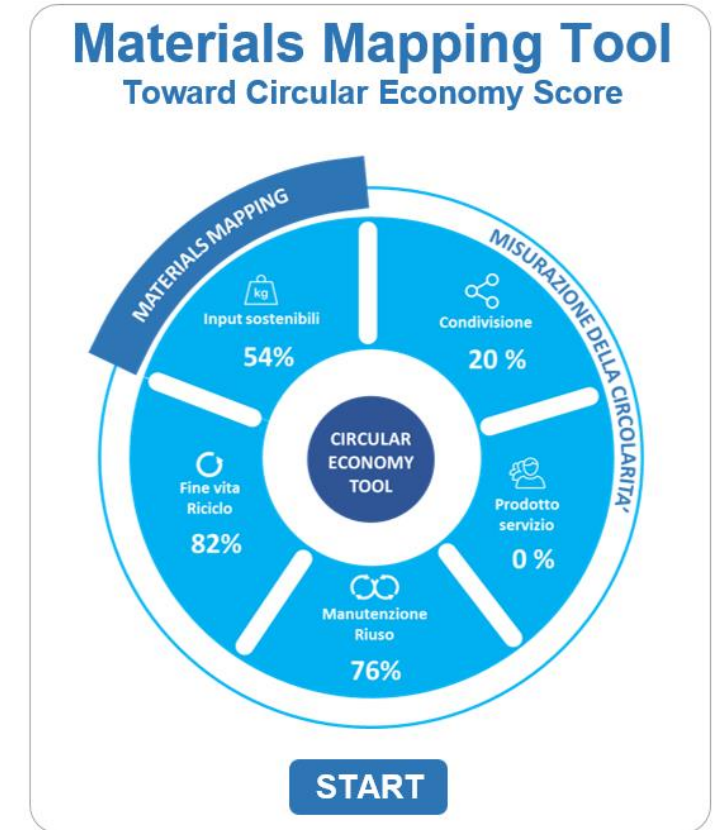 Materials Mapping Tool
Toward Circular Economy Score
MATERIALS MAPPING
MISURAZIONE DELLA CIRCOLARITA'
kg
Input sostenibili
54%
Condivisione
20 %
CIRCULAR
ECONOMY
TOOL
Fine vita
Riciclo
82%
Prodotto
servizio
0 %
Manutenzione
Riuso
76%
START